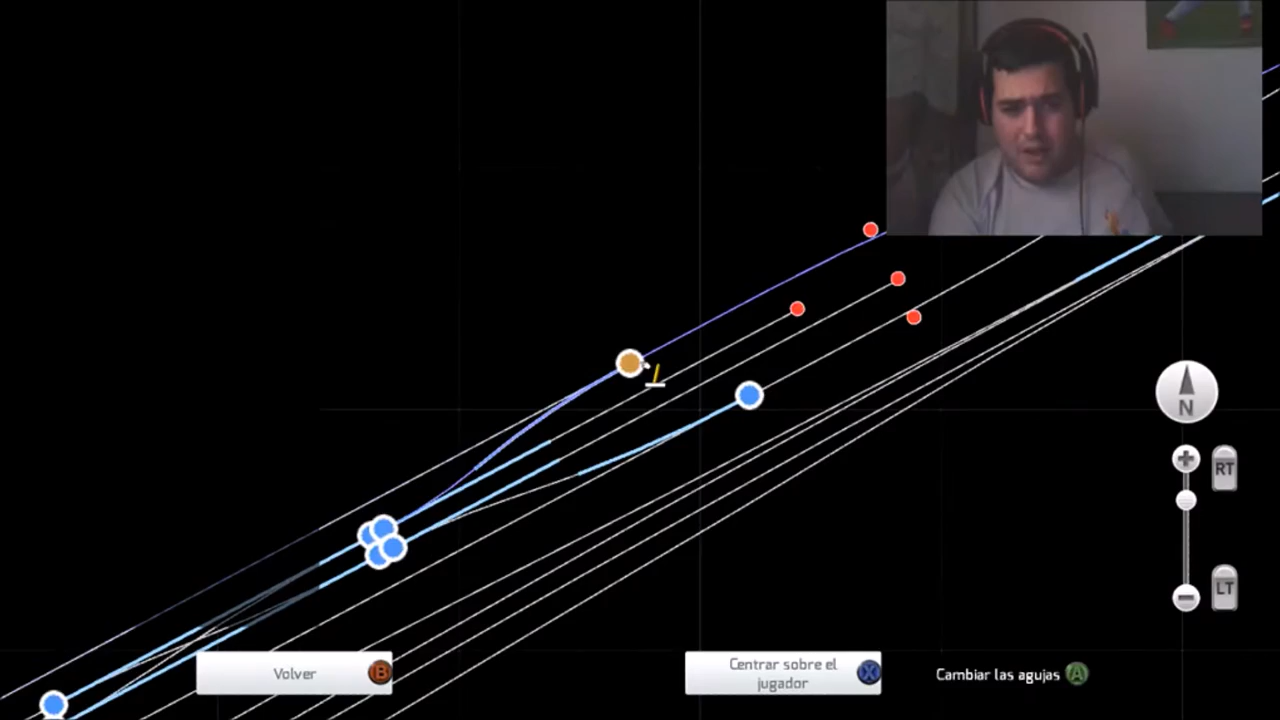 N
RT
LT
Volver B
Centrar sobre el
jugador X
Cambiar las agujas A